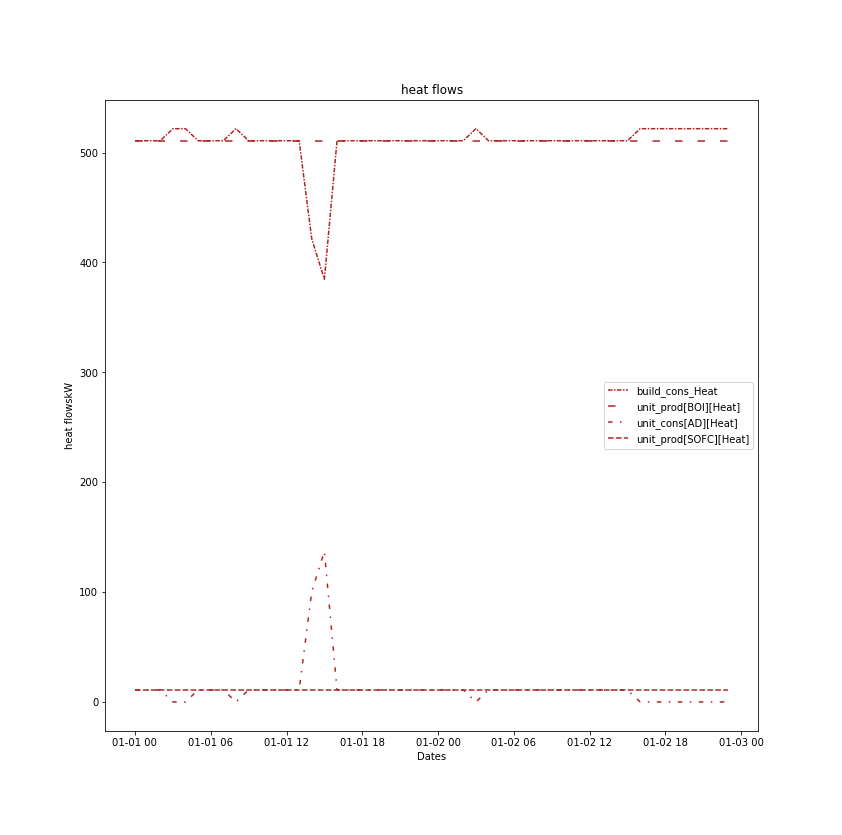 heat flows
500
400
300
200
100
0
heat flowskW
build_cons_Heat
unit_prod[BOI][Heat]
unit_cons[AD][Heat]
unit_prod[SOFC][Heat]
01-01 00 01-01 06 01-01 12 01-01 18 01-02 00 01-02 06 01-02 12 01-02 18 01-03 00
Dates